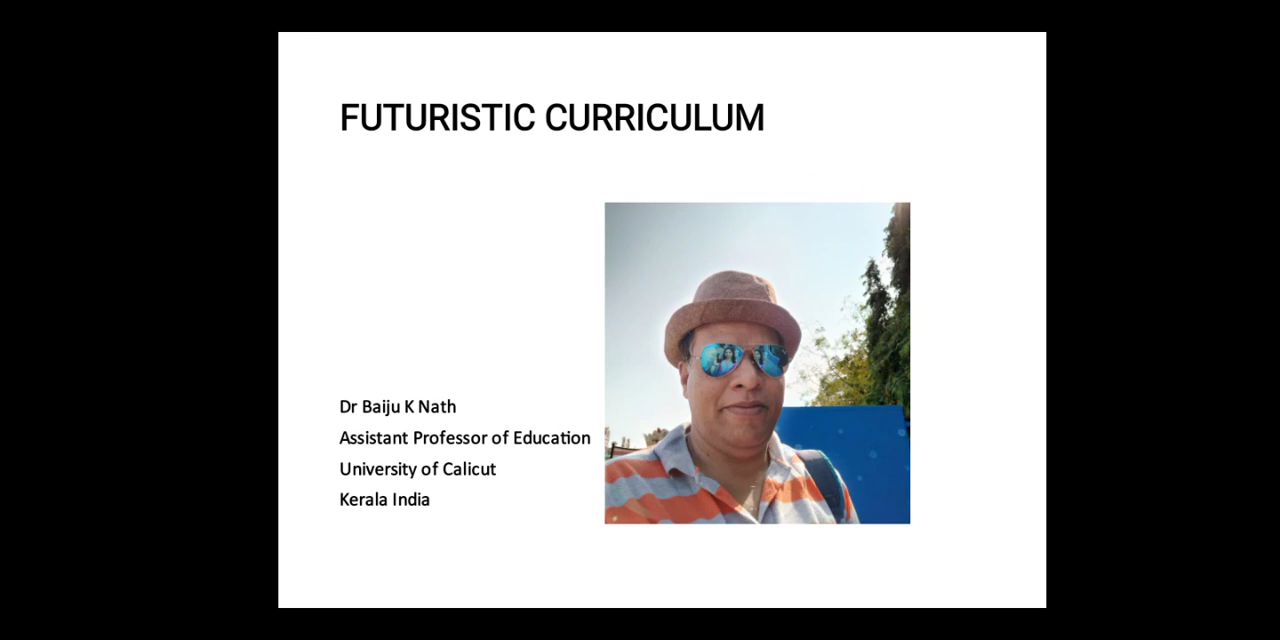 FUTURISTIC CURRICULUM
Dr Baiju K Nath
Assistant Professor of Education
University of Calicut
Kerala India